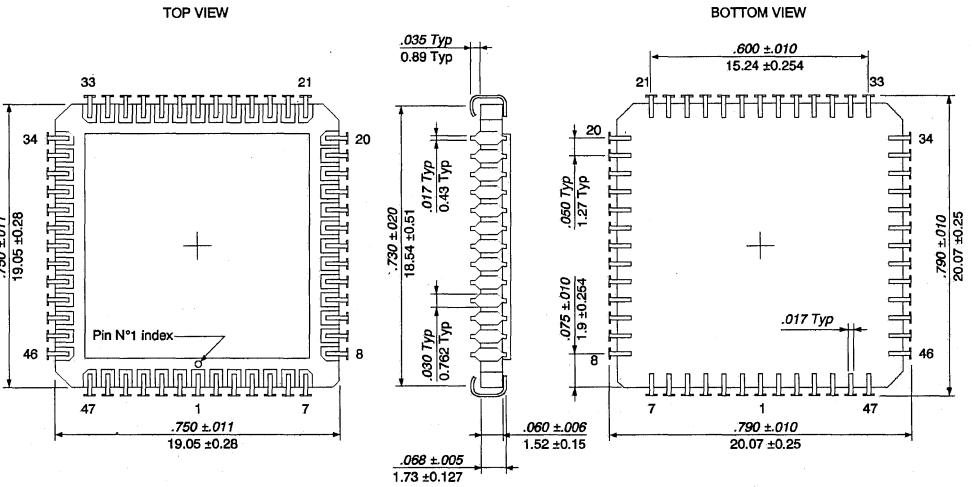 TOP VIEW
BOTTOM VIEW
.035 Typ
0.89 Typ
.600 ±.010
15.24 ±0.254
33
21
21
33
34
20
20
34
.017 Typ
0.43 Typ
.050 Typ
1.27 Typ
19.05 ±0.28
.730 ±.020
18.54 ±0.51
.790 ±.010
20.07 ±0.25
.075 ±.010
1.9 ±0.254
.017 Typ
Pin N°1 index
.030 Typ
0.762 Typ
46
8
8
46
47
1
7
7
1
47
.750 ±.011
19.05 ±0.28
.060 ±.006
1.52 ±0.15
.790 ±.010
20.07 ±0.25
.068 ±.005
1.73 ±0.127